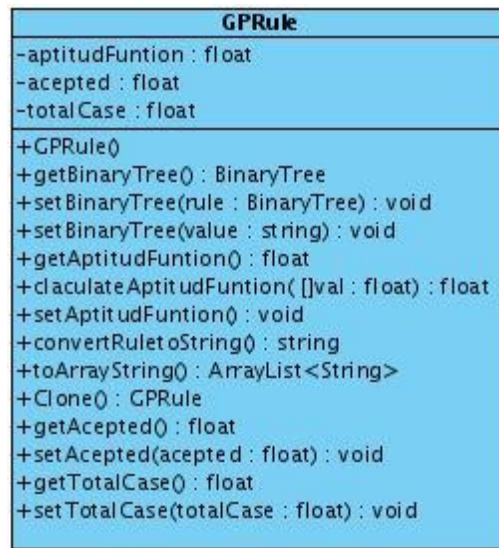 GPRule
-aptitudFuntion : float
-acepted : float
-totalCase : float
+GPRule()
+getBinaryTree() : BinaryTree
+setBinaryTree(rule : BinaryTree) : void
+setBinaryTree(value : string) : void
+getAptitudFuntion() : float
+claculateAptitudFuntion( []val : float) : float
+setAptitudFuntion() : void
+convertRuletoString() : string
+toArrayString() : ArrayList<String>
+Clone() : GPRule
+getAcepted() : float
+setAcepted(acepted : float) : void
+getTotalCase() : float
+setTotalCase(totalCase : float) : void